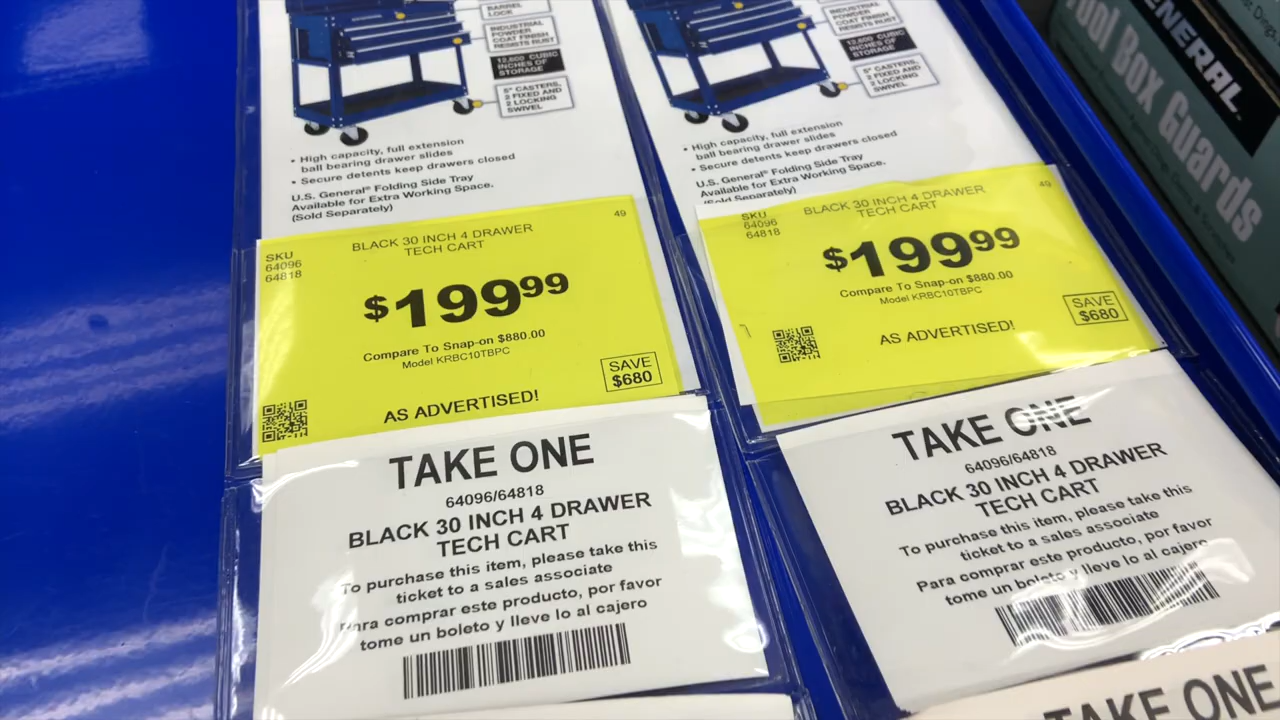 BARREL
LOCK
INDUSTRIAL
POWDER
COAT FINISH
RESISTS RUST
12,600 CUBIC
INCHES OF
STORAGE
5" CASTERS,
2 FIXED AND
2 LOCKING
SWIVEL
• High capacity, full extension
ball bearing drawer slides
• Secure detents keep drawers closed
U.S. General® Folding Side Tray
Available for Extra Working Space.
(Sold Separately)
49
BLACK 30 INCH 4 DRAWER
TECH CART
SKU
64096
64818
$199.99
Compare To Snap-on $880.00
Model KRBC10TBPC
SAVE
$680
AS ADVERTISED!
TAKE ONE
64096/64818
BLACK 30 INCH 4 DRAWER
TECH CART
To purchase this item, please take this
ticket to a sales associate
Para comprar este producto, por favor
tome un boleto y lleve lo al cajero
INDUSTRIAL
POWDER
COAT FINISH
RESISTS RUST
12,600 CUBIC
INCHES OF
STORAGE
5" CASTERS,
2 FIXED AND
2 LOCKING
SWIVEL
• High capacity, full extension
ball bearing drawer slides
• Secure detents keep drawers closed
U.S. General® Folding Side Tray
Available for Extra Working Space.
(Sold Separately)
49
BLACK 30 INCH 4 DRAWER
TECH CART
SKU
64096
64818
$199.99
Compare To Snap-on $880.00
Model KRBC10TBPC
SAVE
$680
AS ADVERTISED!
TAKE ONE
64096/64818
BLACK 30 INCH 4 DRAWER
TECH CART
To purchase this item, please take this
ticket to a sales associate
Para comprar este producto, por favor
tome un boleto y lleve lo al cajero
TAKE ONE
ENERAL.
Tool Box Guards